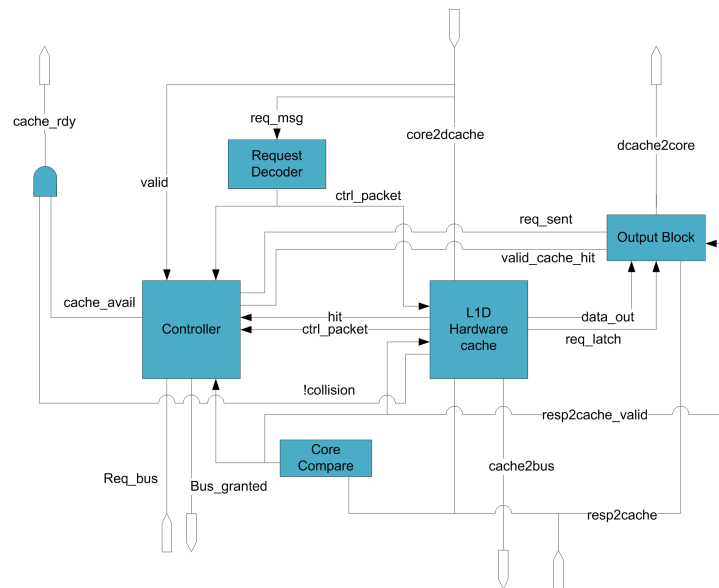 cache_rdy
req_msg
core2dcache
dcache2core
Request
Decoder
valid
ctrl_packet
req_sent
Output Block
valid_cache_hit
cache_avail
Controller
hit
ctrl_packet
L1D
Hardware
cache
data_out
req_latch
!collision
resp2cache_valid
Core
Compare
cache2bus
Req_bus
Bus_granted
resp2cache